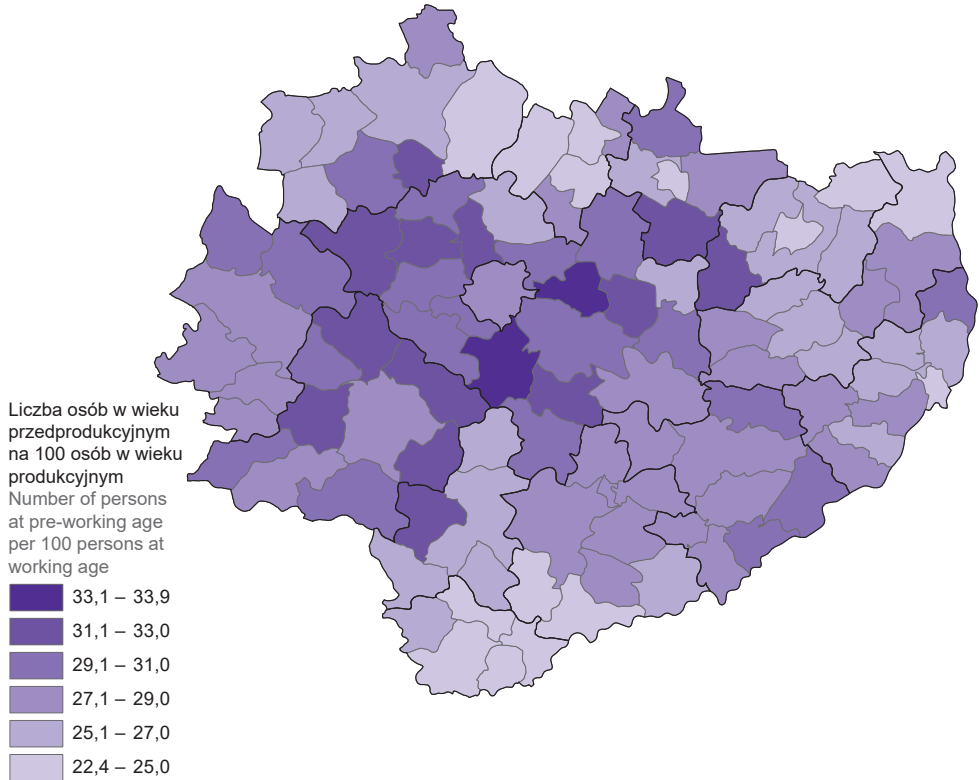 Liczba osób w wieku
przedprodukcyjnym
na 100 osób w wieku
produkcyjnym
Number of persons
at pre-working age
per 100 persons at
working age
33,1 – 33,9
31,1 – 33,0
29,1 – 31,0
27,1 – 29,0
25,1 – 27,0
22,4 – 25,0